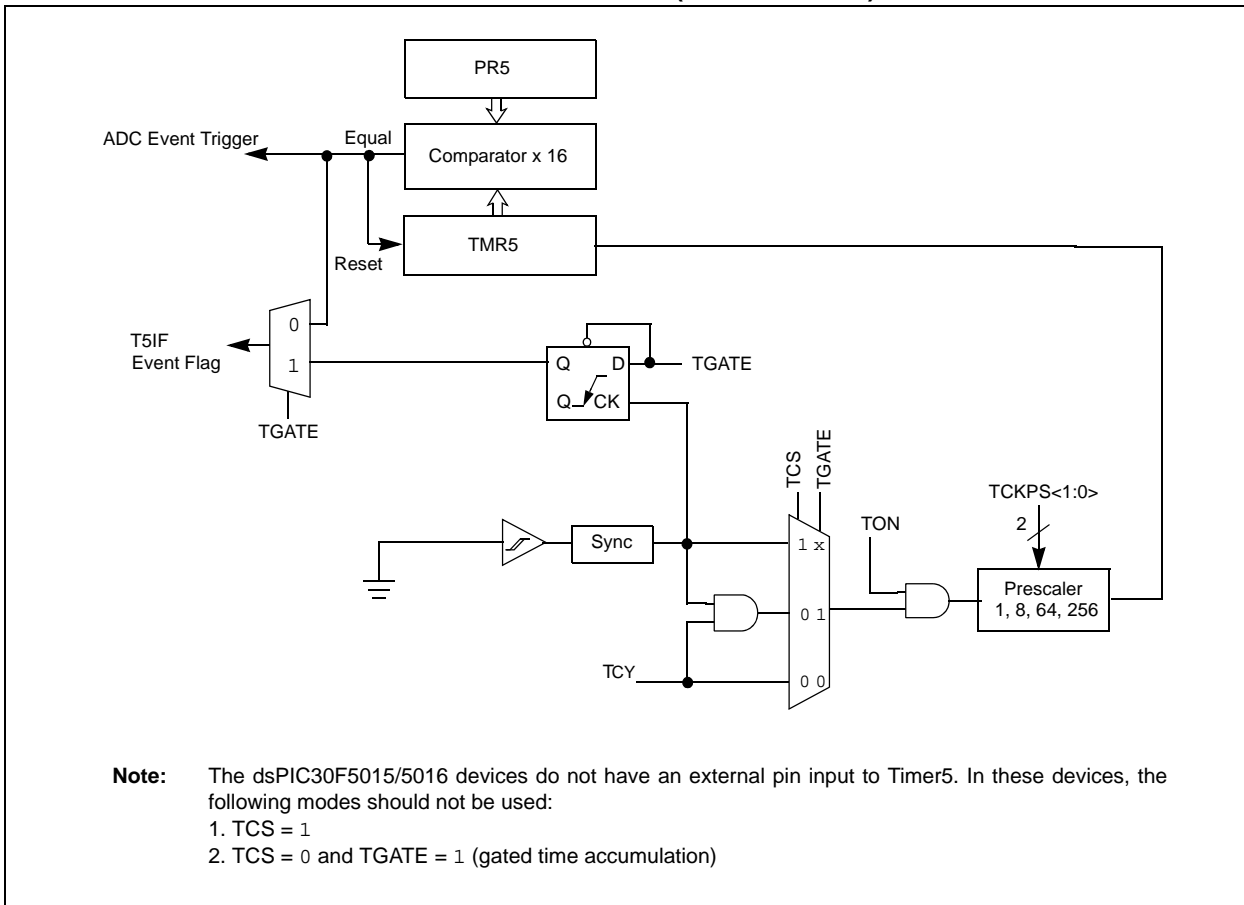 PR5
ADC Event Trigger
Equal
Comparator x 16
TMR5
Reset
0
1
T5IF
Event Flag
TGATE
Q D
Q CK
TGATE
TCS
TGATE
TCKPS<1:0>
2
TON
Sync
1 x
Prescaler
1, 8, 64, 256
0 1
TCY
0 0
Note: The dsPIC30F5015/5016 devices do not have an external pin input to Timer5. In these devices, the
following modes should not be used:
1. TCS = 1
2. TCS = 0 and TGATE = 1 (gated time accumulation)